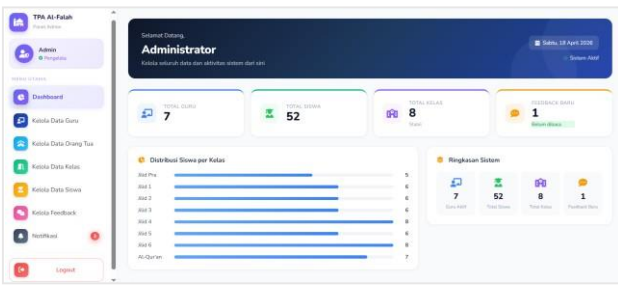 TPA Al-Falah
Admin
Pengelola
Dashboard
Kelola Data Guru
Kelola Data Orang Tua
Kelola Data Kelas
Kelola Data Siswa
Kelola Feedback
Notifikasi
Logout
Selamat Datang,
Administrator
Kelola seluruh data dan aktivitas sistem dari sini
Sabtu, 18 April 2026
Sistem Aktif
TOTAL GURU
7
TOTAL SISWA
52
TOTAL KELAS
8
FEEDBACK BARU
1
Belum dibaca
Distribusi Siswa per Kelas
Jilid Pra 5
Jilid 1 6
Jilid 2 6
Jilid 3 6
Jilid 4 8
Jilid 5 6
Jilid 6 8
Al-Qur'an 7
Ringkasan Sistem
7
Guru Aktif
52
Total Siswa
8
Total Kelas
1
Feedback Baru